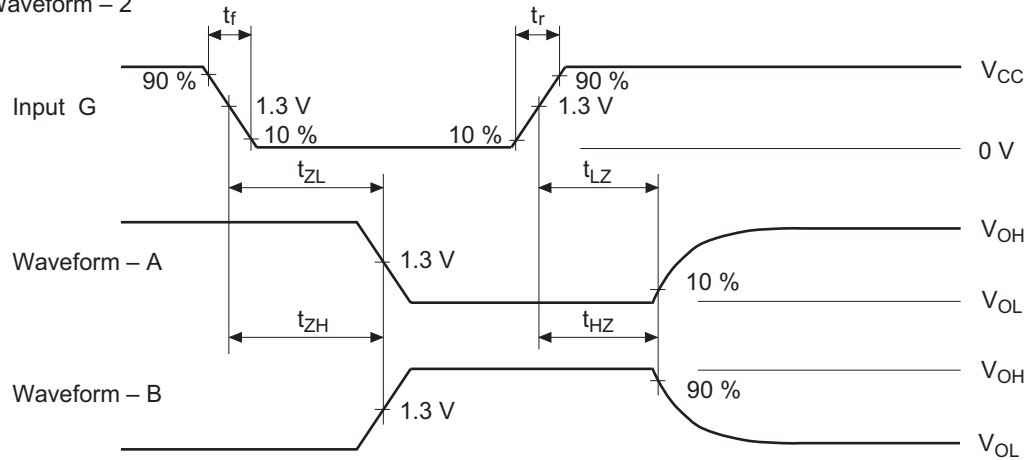 Waveform – 2
tf
tr
90 %
90 %
VCC
Input G
1.3 V
1.3 V
10 %
10 %
0 V
tZL
tLZ
VOH
Waveform – A
1.3 V
10 %
VOL
tZH
tHZ
VOH
Waveform – B
90 %
1.3 V
VOL